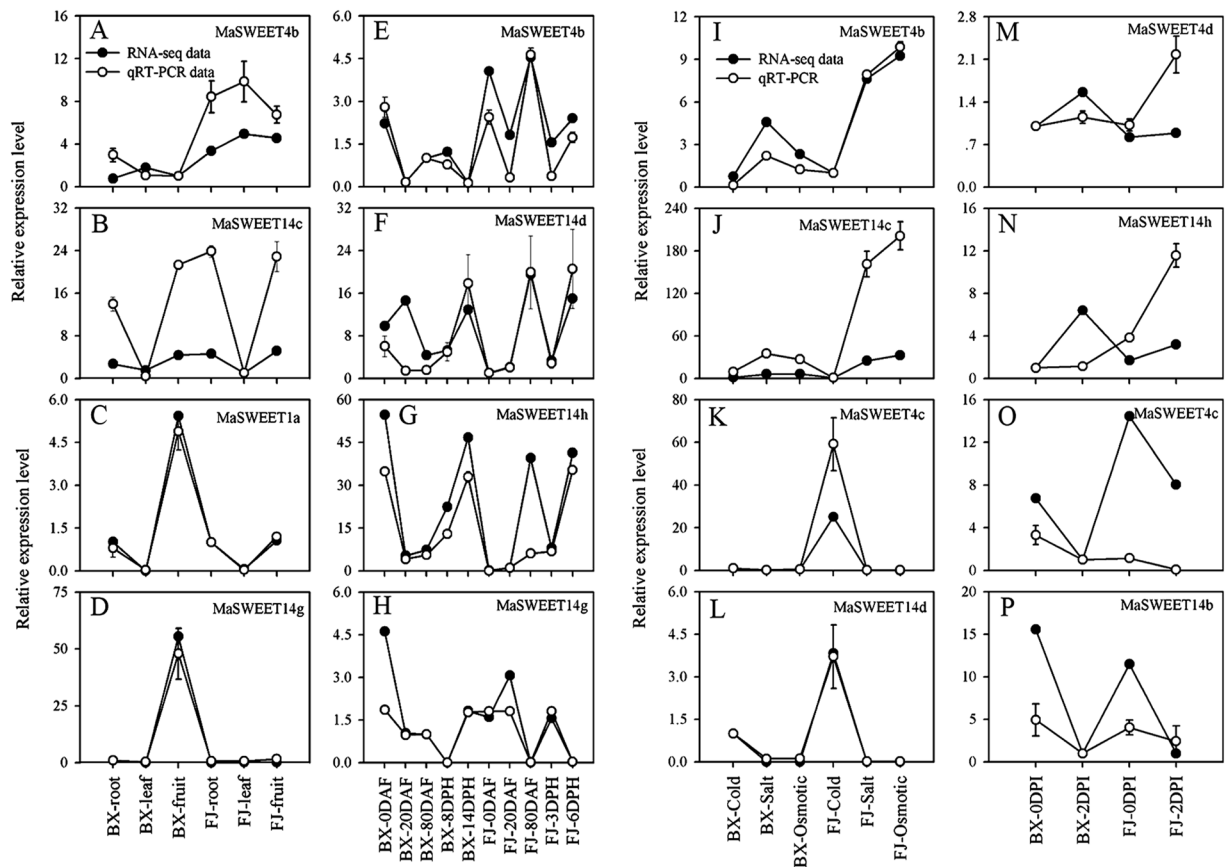 A
MaSWEET4b
RNA-seq data
qRT-PCR data
16
12
8
4
0
E
MaSWEET4b
6.0
4.5
3.0
1.5
0.0
I
MaSWEET4b
RNA-seq data
qRT-PCR
12
9
6
3
0
M
MaSWEET4d
2.8
2.1
1.4
.7
0.0
Relative expression level
Relative expression level
B
MaSWEET14c
32
24
16
8
0
F
MaSWEET14d
32
24
16
8
0
J
MaSWEET14c
240
180
120
60
0
N
MaSWEET14h
16
12
8
4
0
C
MaSWEET1a
6.0
4.5
3.0
1.5
0.0
G
MaSWEET14h
60
45
30
15
0
K
MaSWEET4c
80
60
40
20
0
O
MaSWEET4c
16
12
8
4
0
Relative expression level
Relative expression level
D
MaSWEET14g
75
50
25
0
H
MaSWEET14g
6.0
4.5
3.0
1.5
0.0
L
MaSWEET14d
6.0
4.5
3.0
1.5
0.0
P
MaSWEET14b
20
15
10
5
0
BX-root
BX-leaf
BX-fruit
FJ-root
FJ-leaf
FJ-fruit
BX-0DAF
BX-20DAF
BX-80DAF
BX-8DPH
BX-14DPH
FJ-0DAF
FJ-20DAF
FJ-80DAF
FJ-3DPH
FJ-6DPH
BX-Cold
BX-Salt
BX-Osmotic
FJ-Cold
FJ-Salt
FJ-Osmotic
BX-0DPI
BX-2DPI
FJ-0DPI
FJ-2DPI